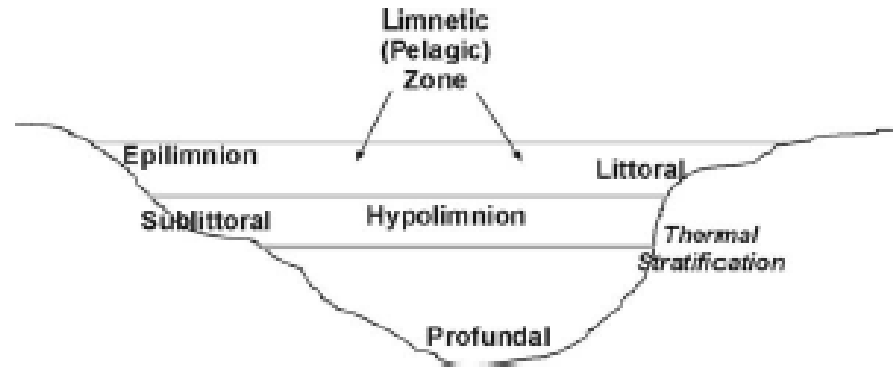 Limnetic
(Pelagic)
Zone
Epilimnion
Littoral
Sublittoral
Hypolimnion
Thermal
Stratification
Profundal